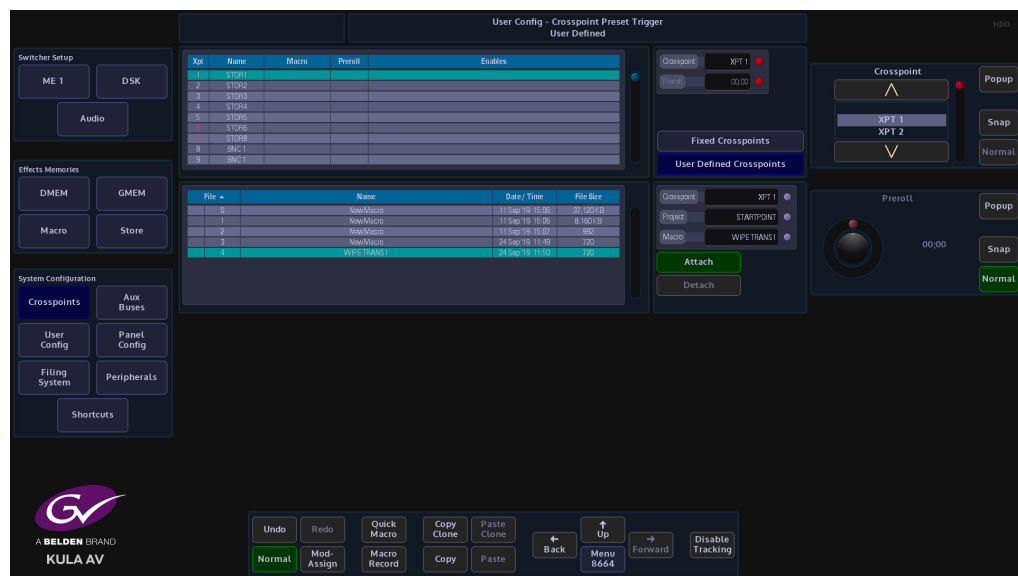 User Config - Crosspoint Preset Trigger
User Defined
HDD
Switcher Setup
ME 1
DSK
Audio
Effects Memories
DMEM
GMEM
Macro
Store
System Configuration
Crosspoints
Aux
Buses
User
Config
Panel
Config
Filing
System
Peripherals
Shortcuts
Xpt Name Macro Preroll Enables
1 STOR1
2 STOR2
3 STOR3
4 STOR4
5 STOR5
STOR6
STOR8
8 BNC1
9 BNC1
File Name Date / Time File Size
0 NewMacro 11 Sep '19 15:06 37.120 KB
1 NewMacro 11 Sep '19 15:06 8.160 KB
2 NewMacro 11 Sep '19 15:07 992
3 NewMacro 24 Sep '19 11:49 720
4 WIPETRANS1 24 Sep '19 11:50 720
Crosspoint XPT 1
Preroll 00;00
Fixed Crosspoints
User Defined Crosspoints
Crosspoint XPT 1
Project STARTPOINT
Macro WIPETRANS1
Attach
Detach
Crosspoint
XPT 1
XPT 2
Popup
Snap
Normal
Preroll
00;00
Popup
Snap
Normal
GV
A BELDEN BRAND
KULA AV
Undo
Redo
Quick
Macro
Copy
Clone
Paste
Clone
Normal
Mod-
Assign
Macro
Record
Copy
Paste
Back
Up
Menu
8664
Forward
Disable
Tracking